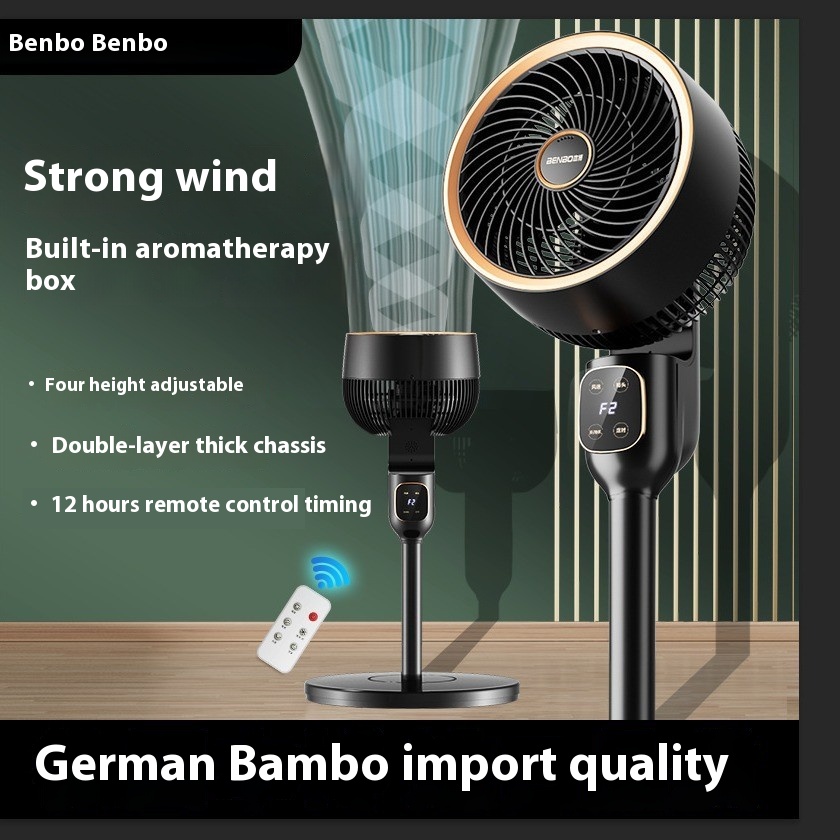 Benbo Benbo
Strong wind
Built-in aromatherapy
box
• Four height adjustable
• Double-layer thick chassis
• 12 hours remote control timing
BENBO
F2
F2
German Bambo import quality